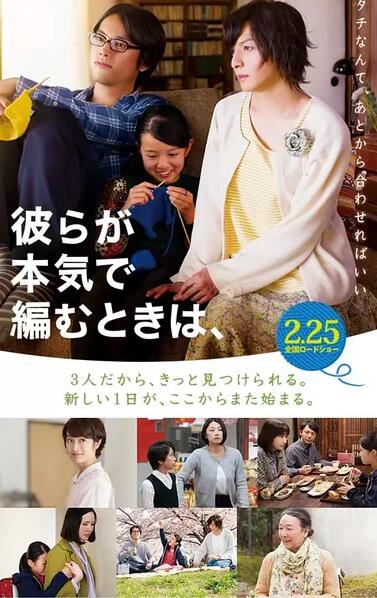 タチなんて、あとから合わせればいい
彼らが
本気で
編むときは、
2.25
全国ロードショー
3人だから、きっと見つけられる。
新しい1日が、ここからまた始まる。